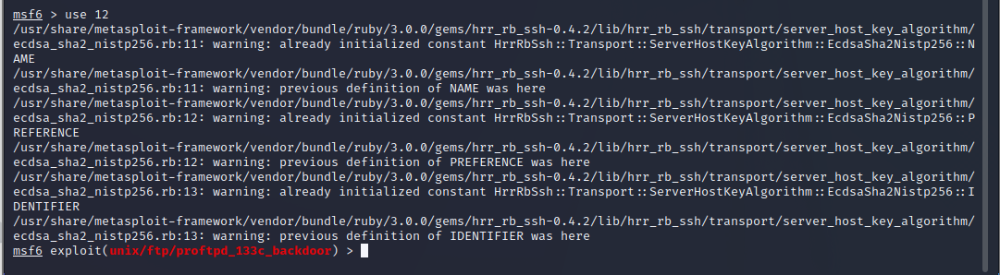 msf6 > use 12
/usr/share/metasploit-framework/vendor/bundle/ruby/3.0.0/gems/hrr_rb_ssh-0.4.2/lib/hrr_rb_ssh/transport/server_host_key_algorithm/
ecdsa_sha2_nistp256.rb:11: warning: already initialized constant HrrRbSsh::Transport::ServerHostKeyAlgorithm::EcdsaSha2Nistp256::N
AME
/usr/share/metasploit-framework/vendor/bundle/ruby/3.0.0/gems/hrr_rb_ssh-0.4.2/lib/hrr_rb_ssh/transport/server_host_key_algorithm/
ecdsa_sha2_nistp256.rb:11: warning: previous definition of NAME was here
/usr/share/metasploit-framework/vendor/bundle/ruby/3.0.0/gems/hrr_rb_ssh-0.4.2/lib/hrr_rb_ssh/transport/server_host_key_algorithm/
ecdsa_sha2_nistp256.rb:12: warning: already initialized constant HrrRbSsh::Transport::ServerHostKeyAlgorithm::EcdsaSha2Nistp256::P
REFERENCE
/usr/share/metasploit-framework/vendor/bundle/ruby/3.0.0/gems/hrr_rb_ssh-0.4.2/lib/hrr_rb_ssh/transport/server_host_key_algorithm/
ecdsa_sha2_nistp256.rb:12: warning: previous definition of PREFERENCE was here
/usr/share/metasploit-framework/vendor/bundle/ruby/3.0.0/gems/hrr_rb_ssh-0.4.2/lib/hrr_rb_ssh/transport/server_host_key_algorithm/
ecdsa_sha2_nistp256.rb:13: warning: already initialized constant HrrRbSsh::Transport::ServerHostKeyAlgorithm::EcdsaSha2Nistp256::I
DENTIFIER
/usr/share/metasploit-framework/vendor/bundle/ruby/3.0.0/gems/hrr_rb_ssh-0.4.2/lib/hrr_rb_ssh/transport/server_host_key_algorithm/
ecdsa_sha2_nistp256.rb:13: warning: previous definition of IDENTIFIER was here
msf6 exploit(unix/ftp/proftpd_133c_backdoor) >